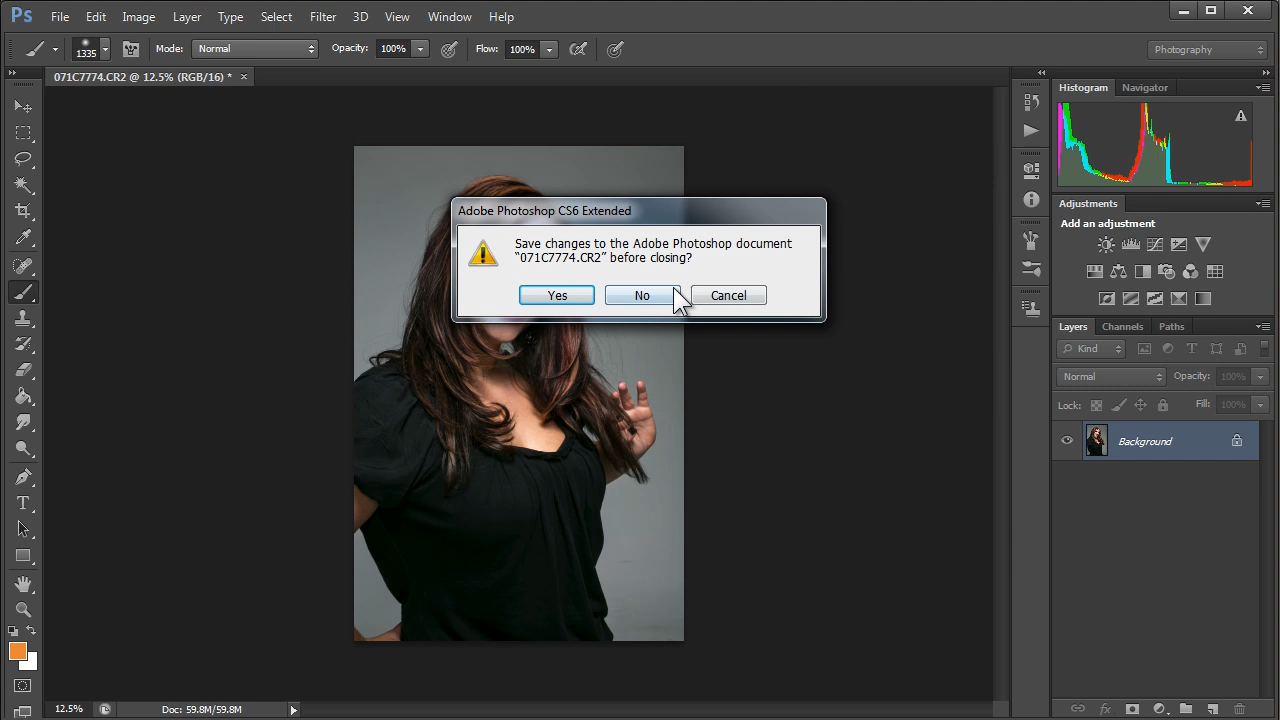 Ps File Edit Image Layer Type Select Filter 3D View Window Help
1335 Mode: Normal Opacity: 100% Flow: 100% Photography
071C7774.CR2 @ 12.5% (RGB/16) * ×
Histogram Navigator
Adjustments
Add an adjustment
Adobe Photoshop CS6 Extended
Save changes to the Adobe Photoshop document
“071C7774.CR2” before closing?
Yes No Cancel
Layers Channels Paths
Kind
Normal Opacity: 100%
Lock: Fill: 100%
Background
12.5% Doc: 59.8M/59.8M